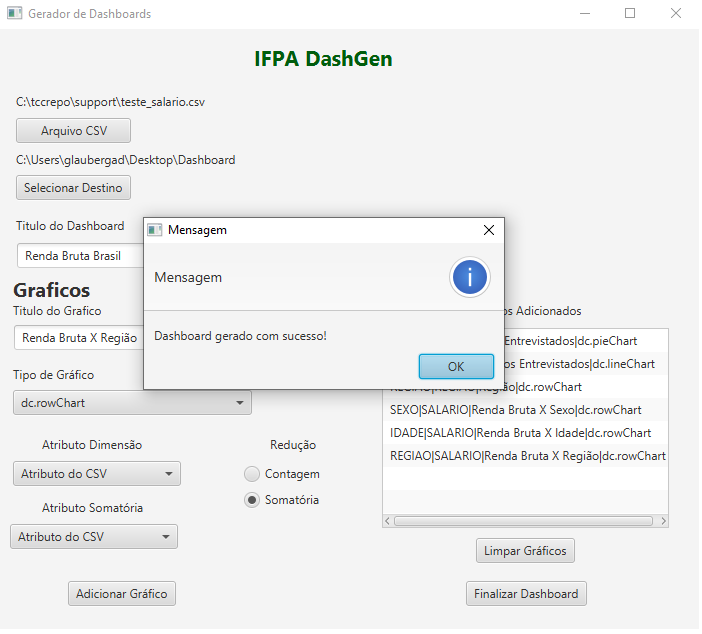 Gerador de Dashboards
IFPA DashGen
C:\tccrepo\support\teste_salario.csv
Arquivo CSV
C:\Users\glaubergad\Desktop\Dashboard
Selecionar Destino
Titulo do Dashboard
Renda Bruta Brasil
Mensagem
Mensagem
Dashboard gerado com sucesso!
OK
Graficos
Titulo do Grafico
Renda Bruta X Região
Tipo de Gráfico
dc.rowChart
Atributo Dimensão
Atributo do CSV
Atributo Somatória
Atributo do CSV
Redução
Contagem
Somatória
Adicionar Gráfico
os Adicionados
Entrevistados|dc.pieChart
os Entrevistados|dc.lineChart
REGIAO|REGIAO|Região|dc.rowChart
SEXO|SALARIO|Renda Bruta X Sexo|dc.rowChart
IDADE|SALARIO|Renda Bruta X Idade|dc.rowChart
REGIAO|SALARIO|Renda Bruta X Região|dc.rowChart
Limpar Gráficos
Finalizar Dashboard